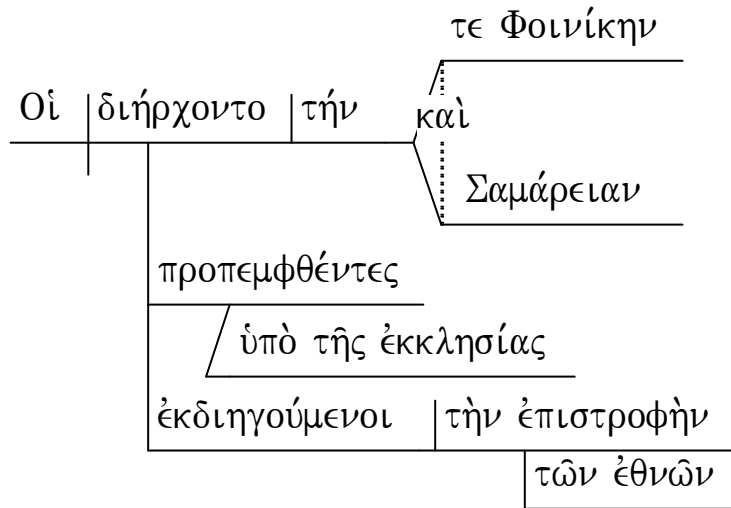 τε Φοινίκην
Οἱ διήρχοντο τήν καὶ
Σαμάρειαν
προπεμφθέντες
ὑπὸ τῆς ἐκκλησίας
ἐκδιηγούμενοι τὴν ἐπιστροφὴν
τῶν ἐθνῶν